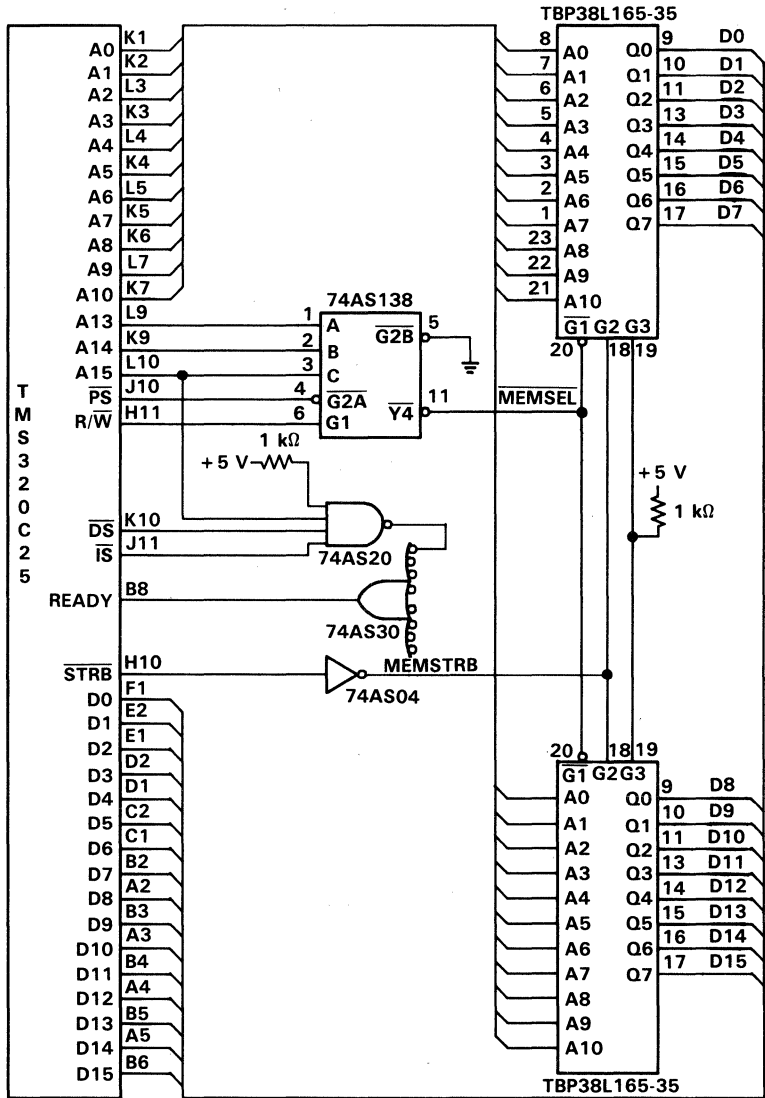 TBP38L165-35
A0 K1
A1 K2
A2 L3
A3 K3
A4 L4
A5 K4
A6 L5
A7 K5
A8 K6
A9 L7
A10 K7
A13 L9
A14 K9
A15 L10
PS J10
R/W H11
TMS320C25
DS K10
IS J11
READY B8
STRB H10
D0 F1
D1 E2
D2 E1
D3 D2
D4 D1
D5 C2
D6 C1
D7 B2
D8 A2
D9 B3
D10 A3
D11 B4
D12 A4
D13 B5
D14 A5
D15 B6
74AS138
1 A
2 B
3 C
4 G2A
6 G1
G2B 5
Y4 11
MEMSEL
1 kΩ
+5 V
74AS20
74AS30
MEMSTRB
74AS04
8 A0 Q0 9 D0
7 A1 Q1 10 D1
6 A2 Q2 11 D2
5 A3 Q3 13 D3
4 A4 Q4 14 D4
3 A5 Q5 15 D5
2 A6 Q6 16 D6
1 A7 Q7 17 D7
23 A8
22 A9
21 A10
G1 G2 G3
20 18 19
+5 V
1 kΩ
20 18 19
G1 G2 G3
A0 Q0 9 D8
A1 Q1 10 D9
A2 Q2 11 D10
A3 Q3 13 D11
A4 Q4 14 D12
A5 Q5 15 D13
A6 Q6 16 D14
A7 Q7 17 D15
A8
A9
A10
TBP38L165-35